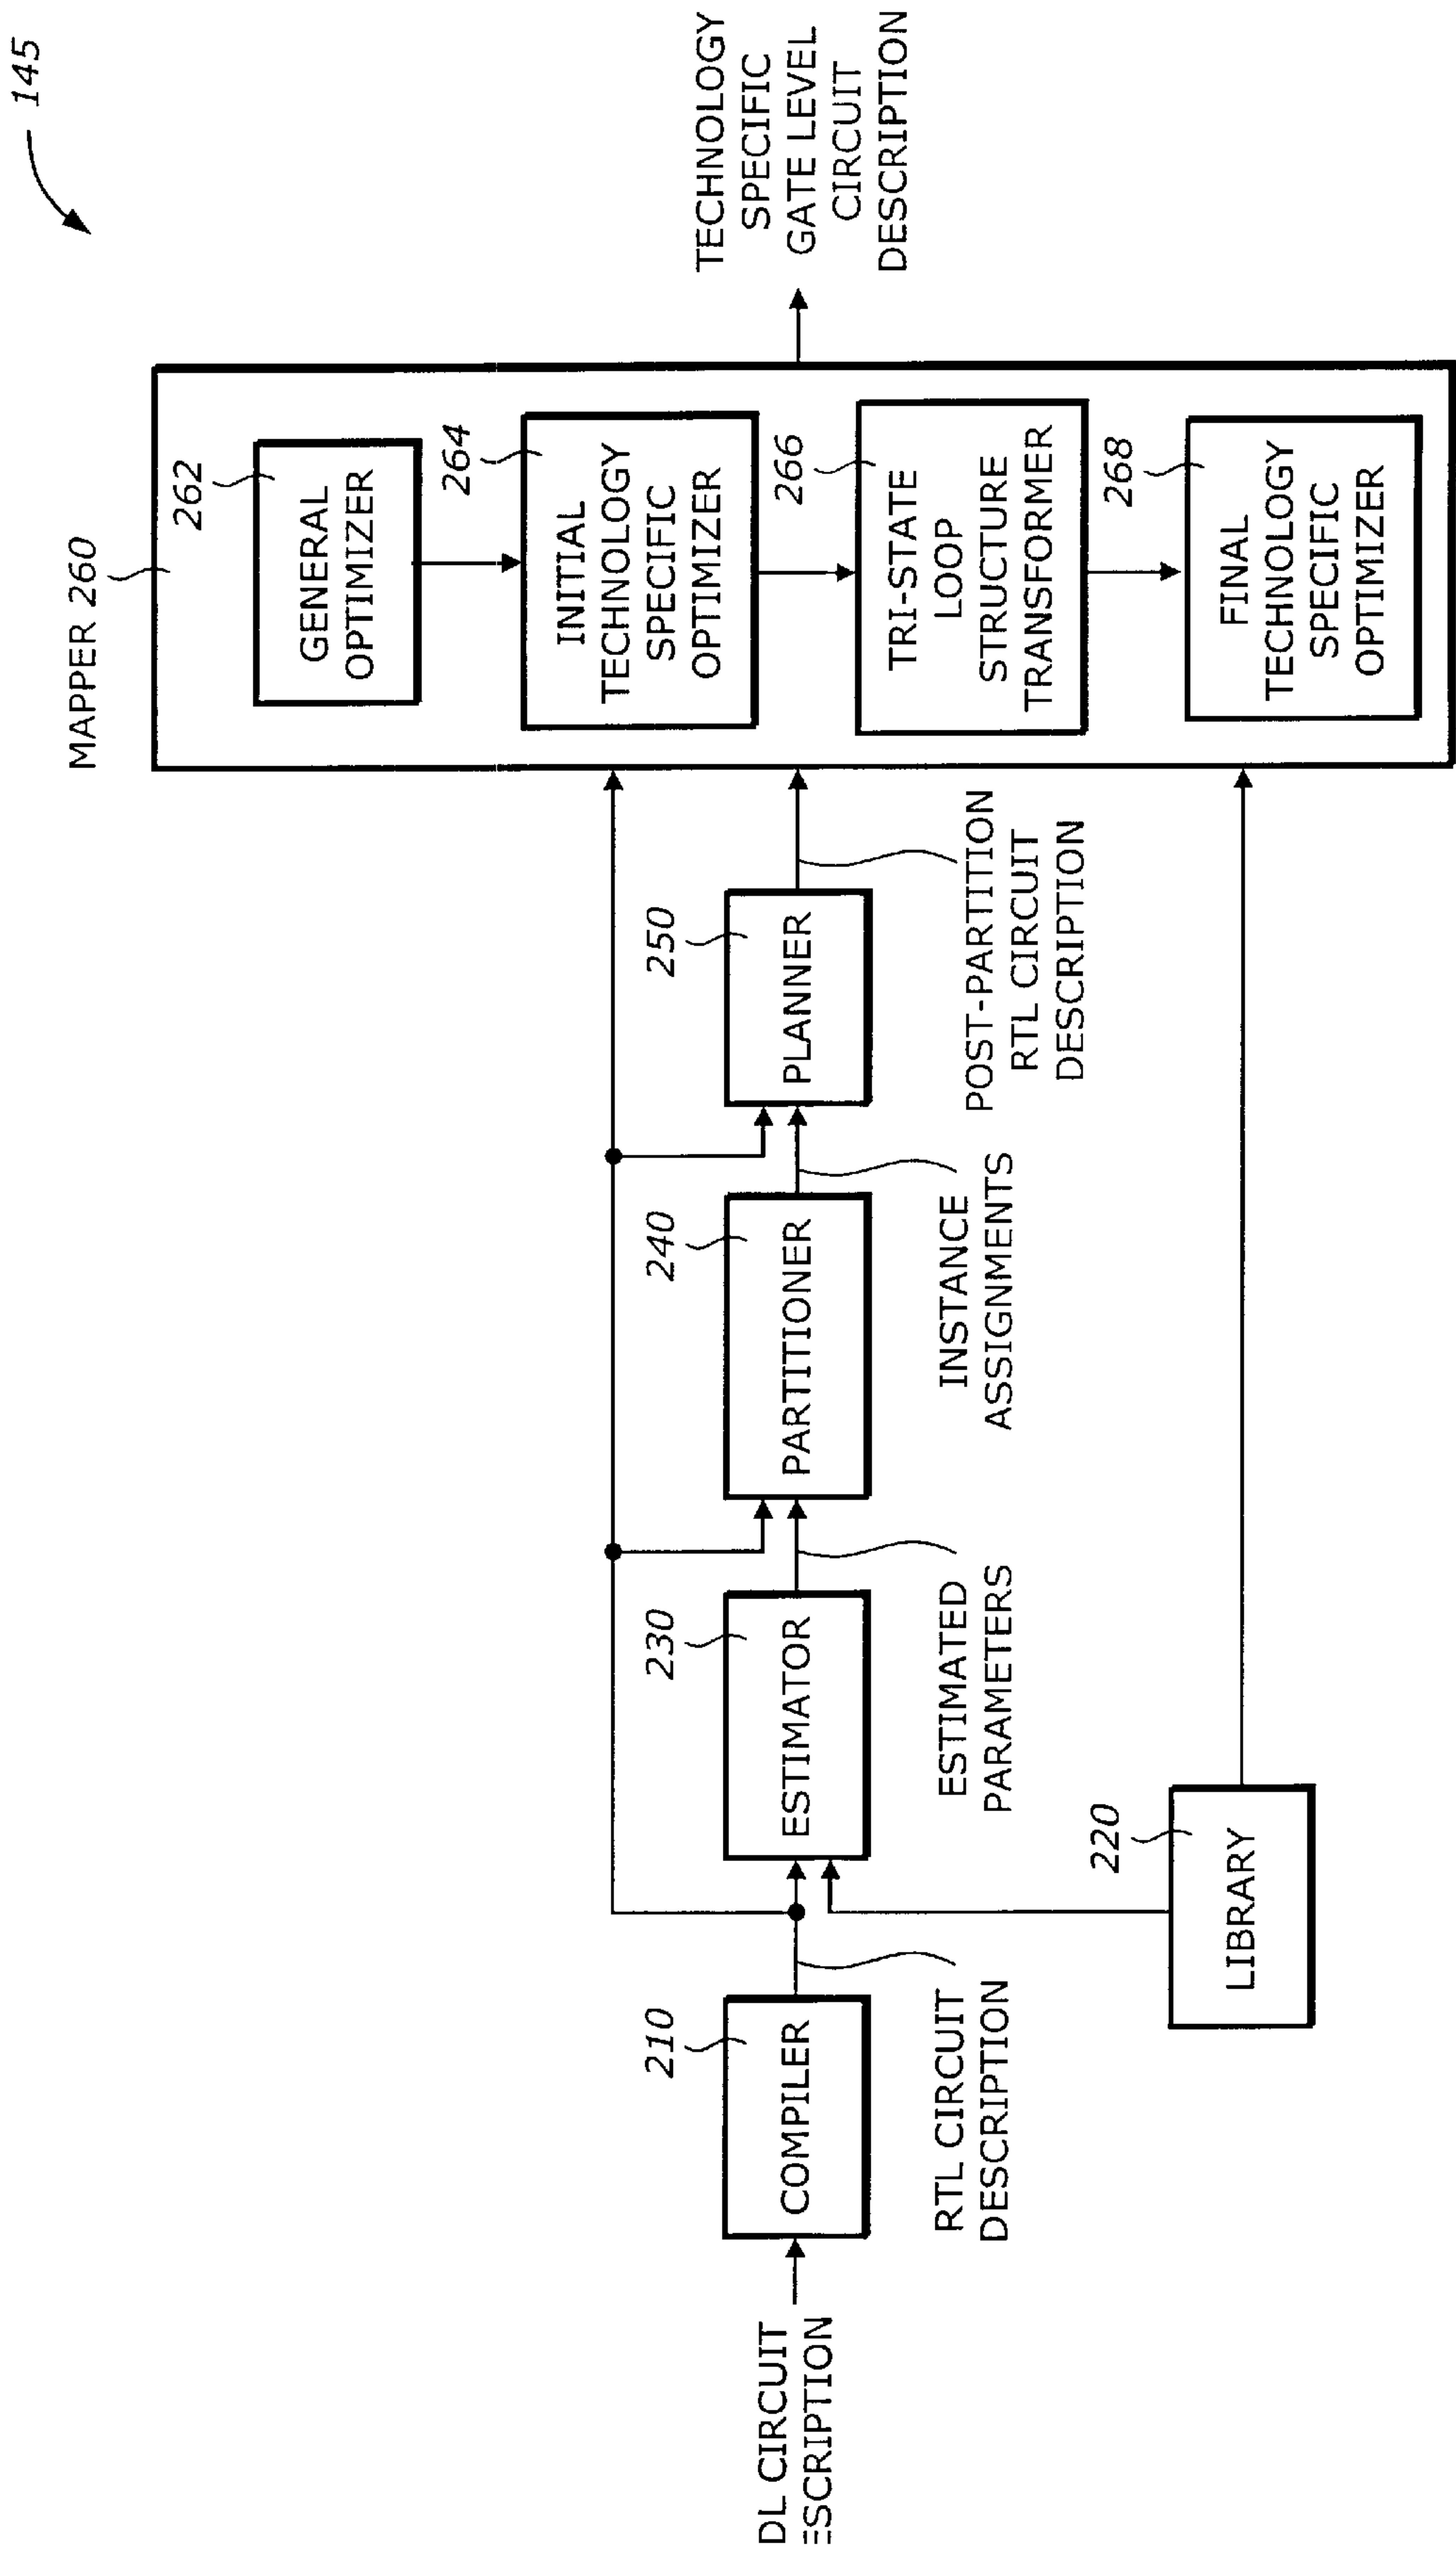 145
MAPPER 260
262
GENERAL
OPTIMIZER
264
INITIAL
TECHNOLOGY
SPECIFIC
OPTIMIZER
266
TRI-STATE
LOOP
STRUCTURE
TRANSFORMER
268
FINAL
TECHNOLOGY
SPECIFIC
OPTIMIZER
TECHNOLOGY
SPECIFIC
GATE LEVEL
CIRCUIT
DESCRIPTION
DL CIRCUIT
ESCRIPTION
210
COMPILER
RTL CIRCUIT
DESCRIPTION
220
LIBRARY
230
ESTIMATOR
ESTIMATED
PARAMETERS
240
PARTITIONER
INSTANCE
ASSIGNMENTS
250
PLANNER
POST-PARTITION
RTL CIRCUIT
DESCRIPTION